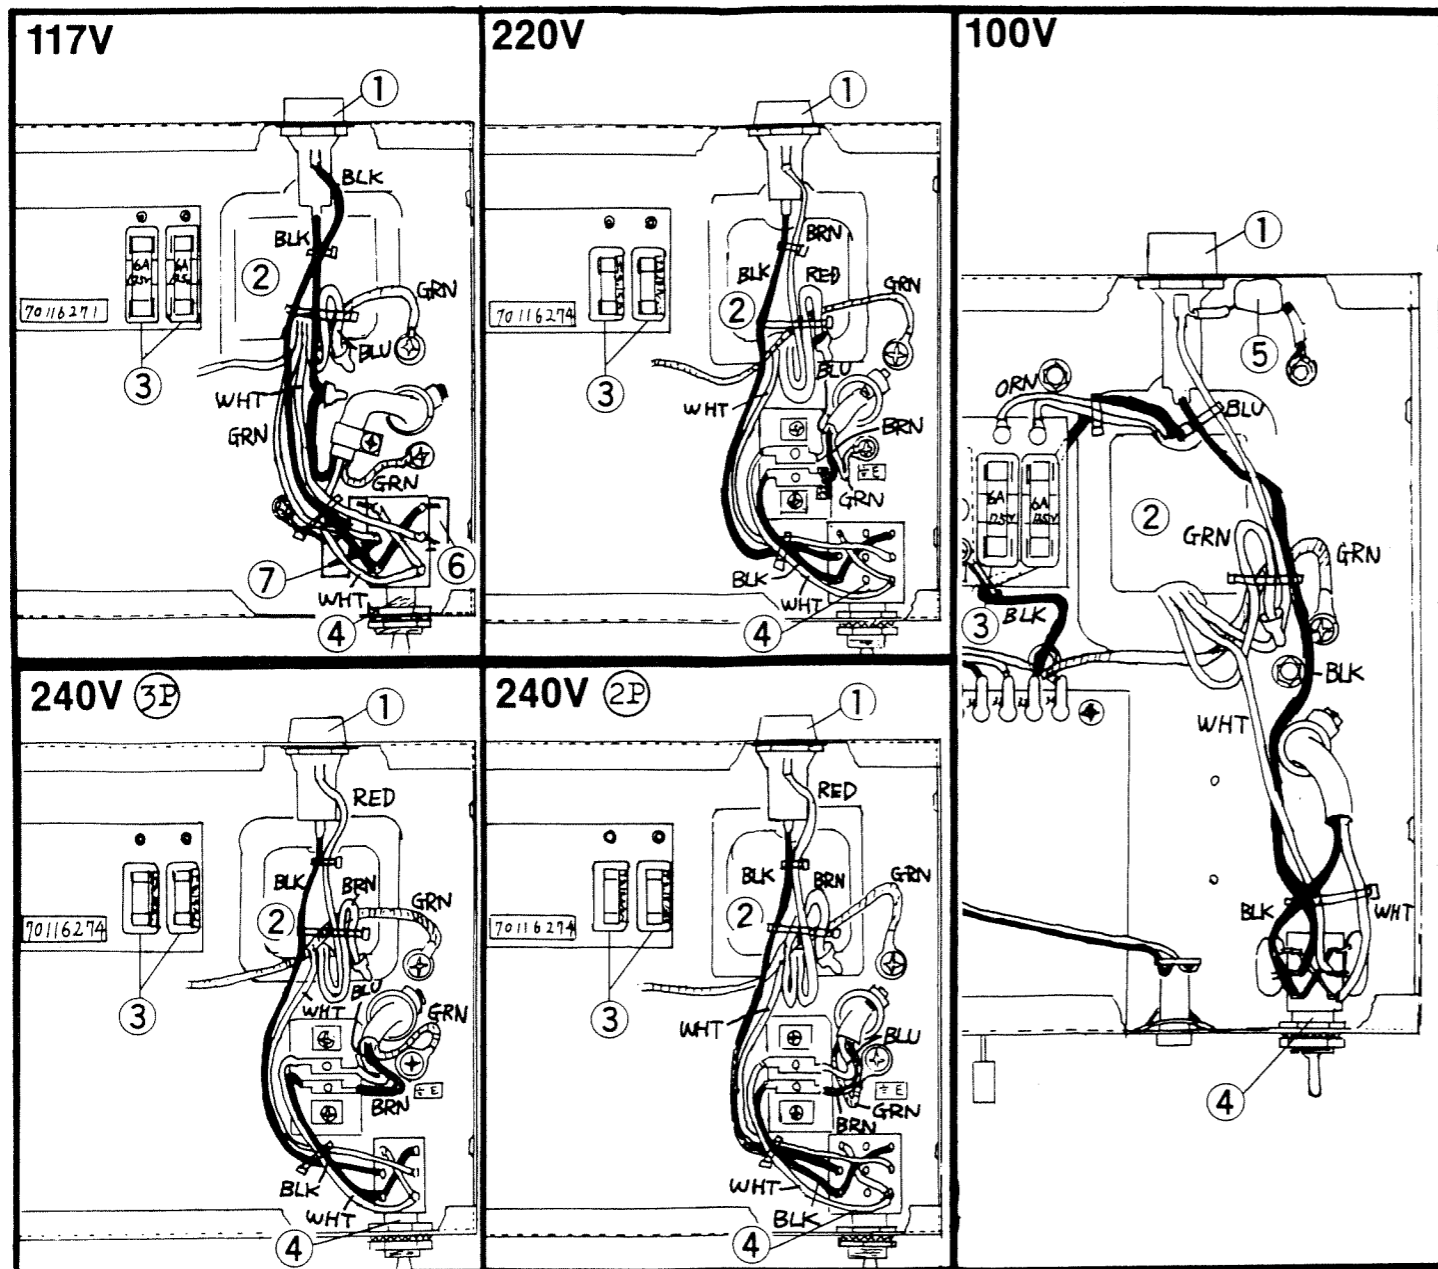 117V
①
BLK
BLK
②
6A
125V
6A
125V
70116271
GRN
BLU
③
WHT
GRN
GRN
⑦
⑥
WHT
④
220V
①
BRN
BLK
RED
②
GRN
70116274
③
BLU
WHT
BRN
E
GRN
BLK
WHT
④
100V
①
⑤
ORN
BLU
6A
125V
6A
125V
②
GRN
GRN
③
BLK
BLK
WHT
BLK
WHT
④
240V 3P
①
RED
BLK
BRN
②
GRN
70116274
③
BLU
WHT
GRN
BRN
E
BLK
WHT
④
240V 2P
①
RED
BLK
BRN
GRN
②
70116274
③
WHT
BLU
E
GRN
BRN
WHT
BLK
④